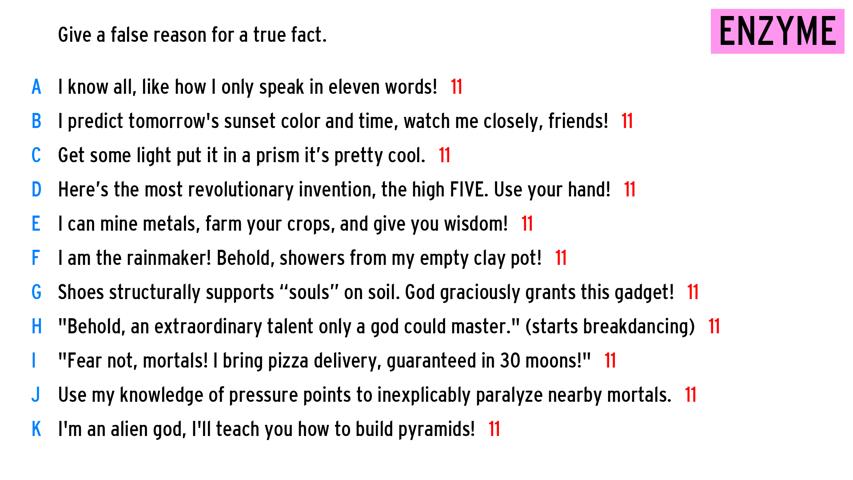 Give a false reason for a true fact.
ENZYME
A I know all, like how I only speak in eleven words! 11
B I predict tomorrow's sunset color and time, watch me closely, friends! 11
C Get some light put it in a prism it’s pretty cool. 11
D Here’s the most revolutionary invention, the high FIVE. Use your hand! 11
E I can mine metals, farm your crops, and give you wisdom! 11
F I am the rainmaker! Behold, showers from my empty clay pot! 11
G Shoes structurally supports “souls” on soil. God graciously grants this gadget! 11
H "Behold, an extraordinary talent only a god could master." (starts breakdancing) 11
I "Fear not, mortals! I bring pizza delivery, guaranteed in 30 moons!" 11
J Use my knowledge of pressure points to inexplicably paralyze nearby mortals. 11
K I'm an alien god, I'll teach you how to build pyramids! 11